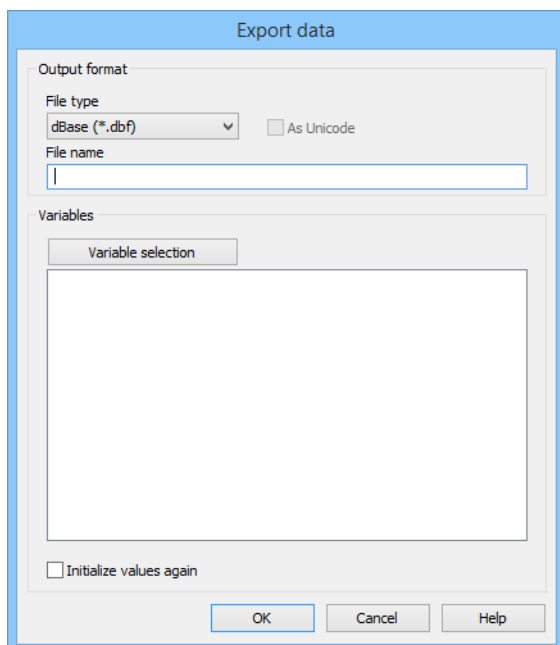 Export data
Output format
File type
dBase (*.dbf)
As Unicode
File name
Variables
Variable selection
Initialize values again
OK
Cancel
Help